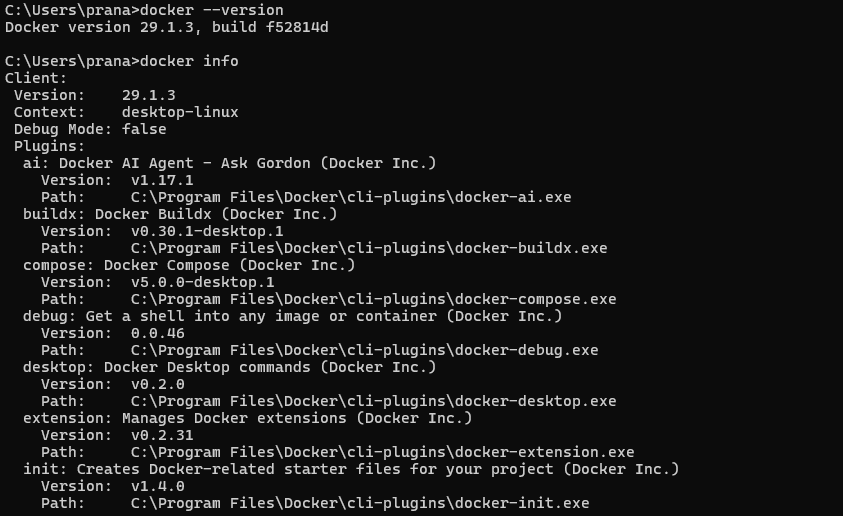 C:\Users\prana>docker --version
Docker version 29.1.3, build f52814d

C:\Users\prana>docker info
Client:
 Version:    29.1.3
 Context:    desktop-linux
 Debug Mode: false
 Plugins:
  ai: Docker AI Agent - Ask Gordon (Docker Inc.)
    Version:  v1.17.1
    Path:     C:\Program Files\Docker\cli-plugins\docker-ai.exe
  buildx: Docker Buildx (Docker Inc.)
    Version:  v0.30.1-desktop.1
    Path:     C:\Program Files\Docker\cli-plugins\docker-buildx.exe
  compose: Docker Compose (Docker Inc.)
    Version:  v5.0.0-desktop.1
    Path:     C:\Program Files\Docker\cli-plugins\docker-compose.exe
  debug: Get a shell into any image or container (Docker Inc.)
    Version:  0.0.46
    Path:     C:\Program Files\Docker\cli-plugins\docker-debug.exe
  desktop: Docker Desktop commands (Docker Inc.)
    Version:  v0.2.0
    Path:     C:\Program Files\Docker\cli-plugins\docker-desktop.exe
  extension: Manages Docker extensions (Docker Inc.)
    Version:  v0.2.31
    Path:     C:\Program Files\Docker\cli-plugins\docker-extension.exe
  init: Creates Docker-related starter files for your project (Docker Inc.)
    Version:  v1.4.0
    Path:     C:\Program Files\Docker\cli-plugins\docker-init.exe